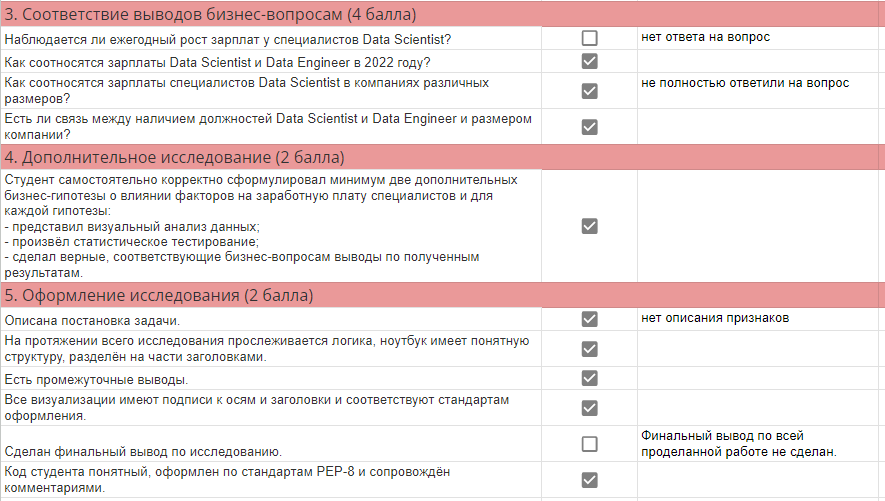 3. Соответствие выводов бизнес-вопросам (4 балла)
Наблюдается ли ежегодный рост зарплат у специалистов Data Scientist?
нет ответа на вопрос
Как соотносятся зарплаты Data Scientist и Data Engineer в 2022 году?
Как соотносятся зарплаты специалистов Data Scientist в компаниях различных
размеров?
не полностью ответили на вопрос
Есть ли связь между наличием должностей Data Scientist и Data Engineer и размером
компании?
4. Дополнительное исследование (2 балла)
Студент самостоятельно корректно сформулировал минимум две дополнительных
бизнес-гипотезы о влиянии факторов на заработную плату специалистов и для
каждой гипотезы:
- представил визуальный анализ данных;
- произвёл статистическое тестирование;
- сделал верные, соответствующие бизнес-вопросам выводы по полученным
результатам.
5. Оформление исследования (2 балла)
Описана постановка задачи.
нет описания признаков
На протяжении всего исследования прослеживается логика, ноутбук имеет понятную
структуру, разделён на части заголовками.
Есть промежуточные выводы.
Все визуализации имеют подписи к осям и заголовки и соответствуют стандартам
оформления.
Сделан финальный вывод по исследованию.
Финальный вывод по всей
проделанной работе не сделан.
Код студента понятный, оформлен по стандартам PEP-8 и сопровождён
комментариями.